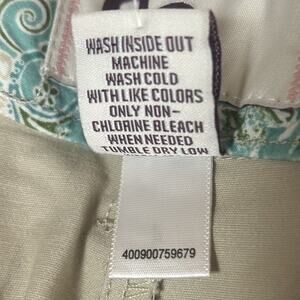 WASH INSIDE OUT
MACHINE
WASH COLD
WITH LIKE COLORS
ONLY NON-
CHLORINE BLEACH
WHEN NEEDED
TUMBLE DRY LOW
400900759679